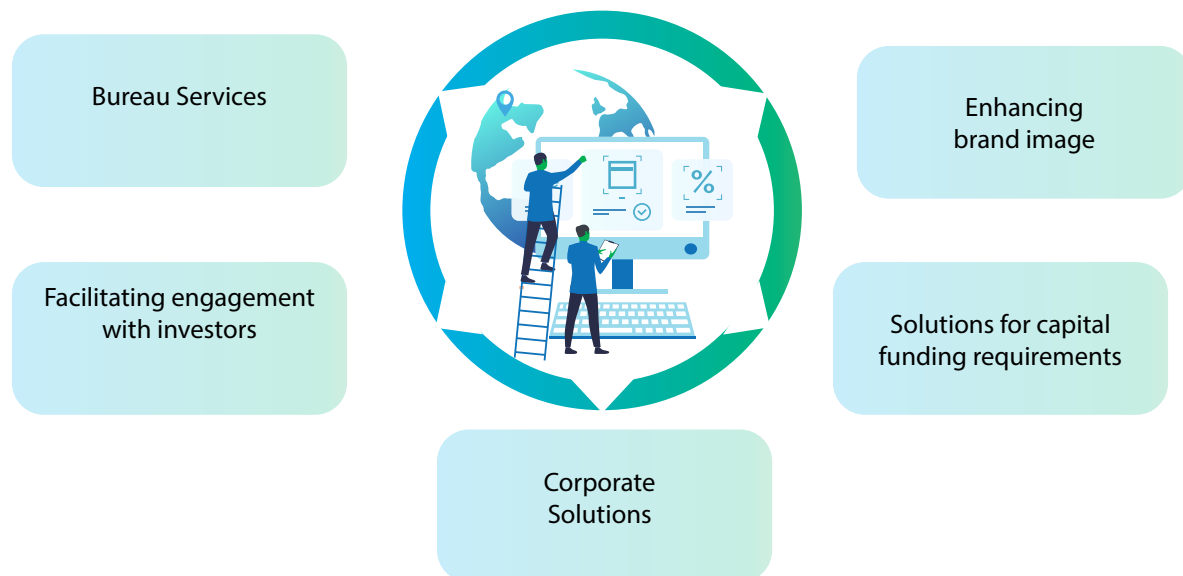 Bureau Services
Enhancing
brand image
Facilitating engagement
with investors
Solutions for capital
funding requirements
Corporate
Solutions
%